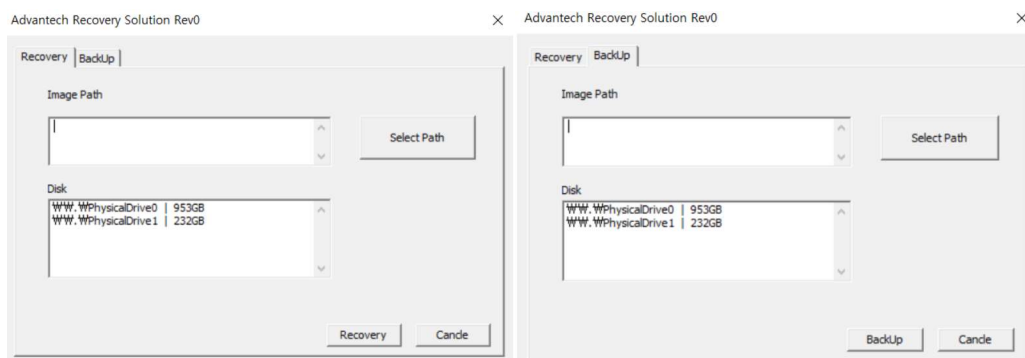 Advantech Recovery Solution Rev0
Recovery BackUp
Image Path
Select Path
Disk
₩₩.₩PhysicalDrive0 | 953GB
₩₩.₩PhysicalDrive1 | 232GB
Recovery Cancle
Advantech Recovery Solution Rev0
Recovery BackUp
Image Path
Select Path
Disk
₩₩.₩PhysicalDrive0 | 953GB
₩₩.₩PhysicalDrive1 | 232GB
BackUp Cancle